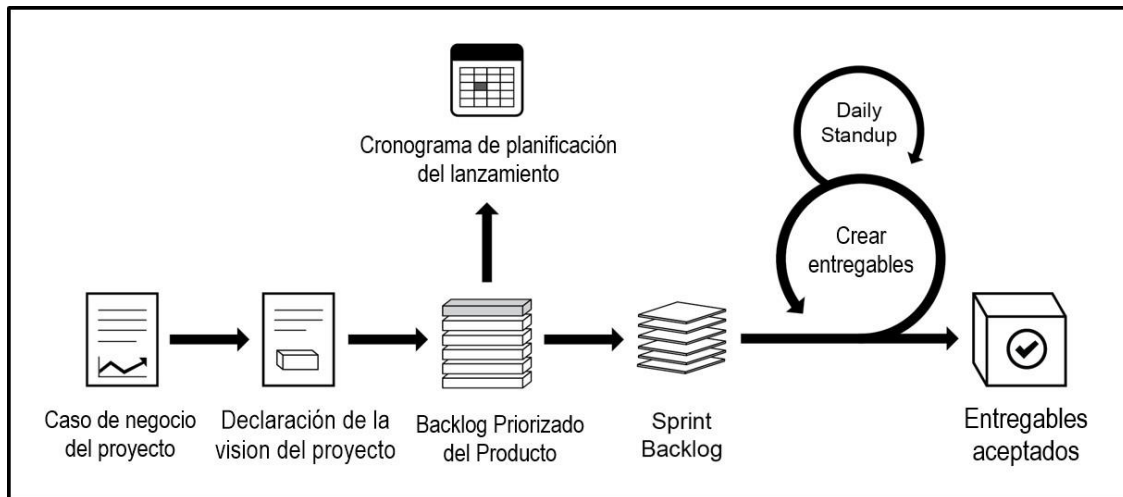 Cronograma de planificación
del lanzamiento
Daily
Standup
Crear
entregables
Caso de negocio
del proyecto
Declaración de la
vision del proyecto
Backlog Priorizado
del Producto
Sprint
Backlog
Entregables
aceptados